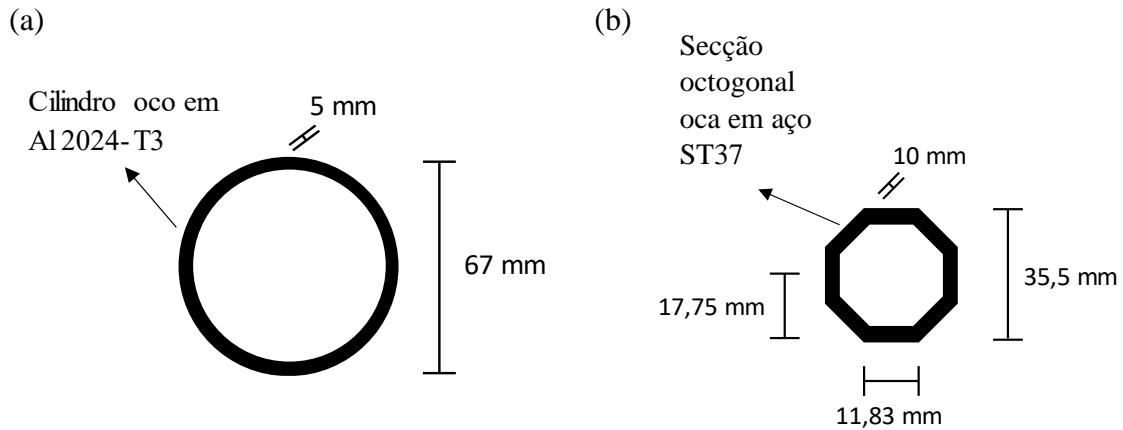 (a)
Cilindro oco em
Al 2024- T3
5 mm
67 mm
(b)
Secção
octogonal
oca em aço
ST37
10 mm
35,5 mm
17,75 mm
11,83 mm